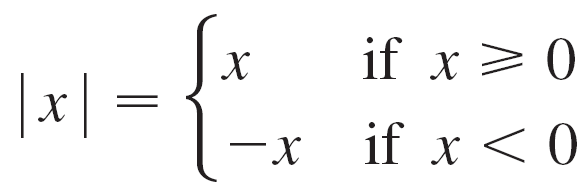 |x| = { x if x ⩾ 0
−x if x < 0